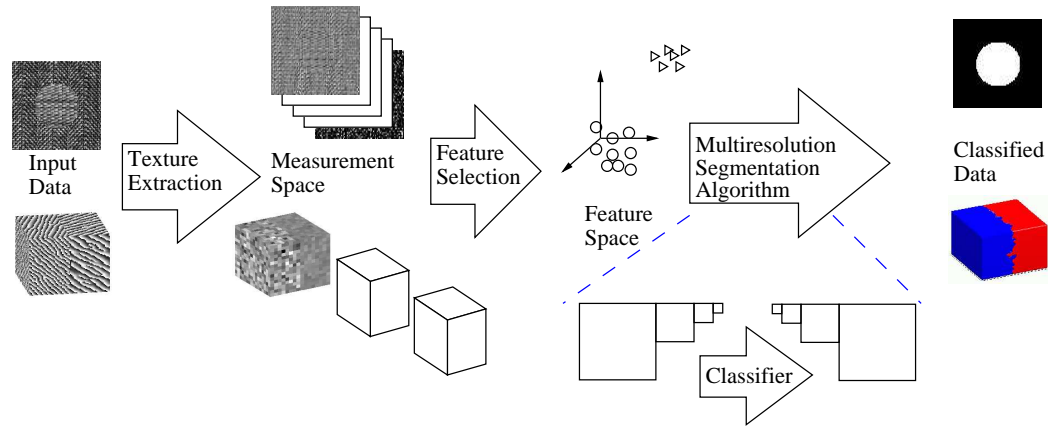 Input
Data
Texture
Extraction
Measurement
Space
Feature
Selection
Feature
Space
Multiresolution
Segmentation
Algorithm
Classifier
Classified
Data